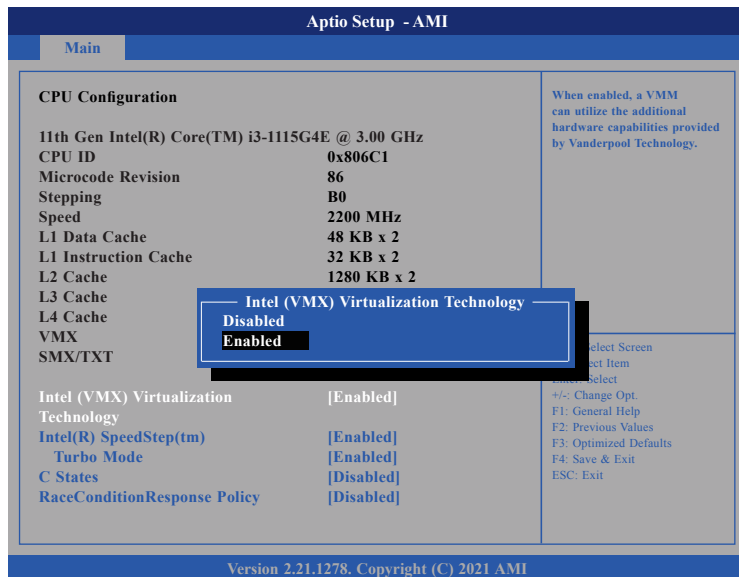 Aptio Setup - AMI
Main
CPU Configuration
11th Gen Intel(R) Core(TM) i3-1115G4E @ 3.00 GHz
CPU ID 0x806C1
Microcode Revision 86
Stepping B0
Speed 2200 MHz
L1 Data Cache 48 KB x 2
L1 Instruction Cache 32 KB x 2
L2 Cache 1280 KB x 2
L3 Cache
L4 Cache
VMX
SMX/TXT
Intel (VMX) Virtualization Technology
Disabled
Enabled
Intel (VMX) Virtualization [Enabled]
Technology
Intel(R) SpeedStep(tm) [Enabled]
Turbo Mode [Enabled]
C States [Disabled]
RaceConditionResponse Policy [Disabled]
When enabled, a VMM
can utilize the additional
hardware capabilities provided
by Vanderpool Technology.
Select Screen
Item
Select
+/-: Change Opt.
F1: General Help
F2: Previous Values
F3: Optimized Defaults
F4: Save & Exit
ESC: Exit
Version 2.21.1278. Copyright (C) 2021 AMI